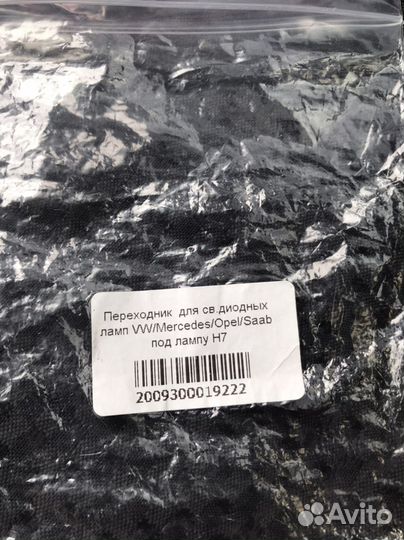 Переходник для св.диодных
ламп VW/Mercedes/Opel/Saab
под лампу H7
2009300019222
Avito